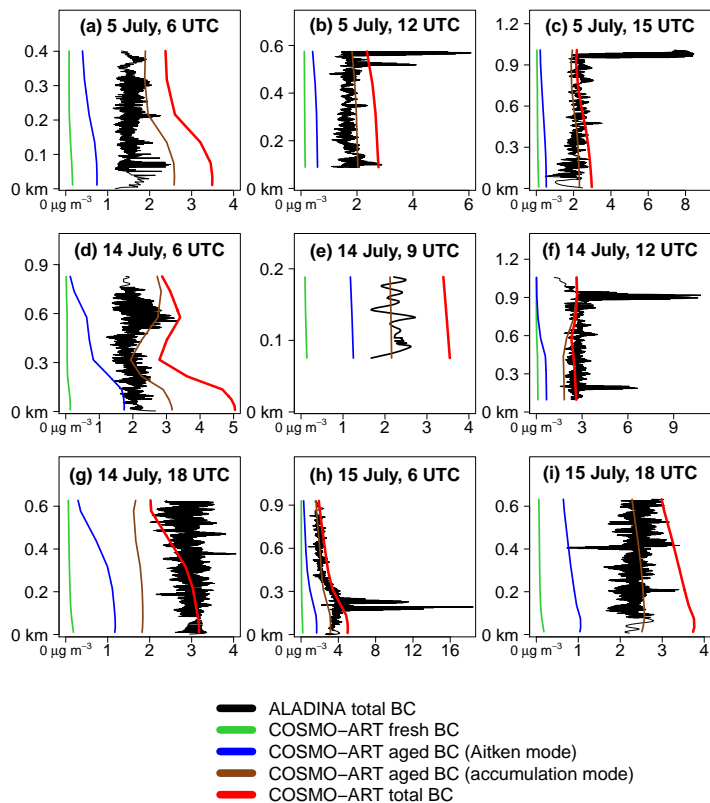 (a) 5 July, 6 UTC
0.4
0.3
0.2
0.1
0 km
0 µg m−3 1 2 3 4
(b) 5 July, 12 UTC
0.6
0.3
0 km
0 µg m−3 2 4 6
(c) 5 July, 15 UTC
1.2
0.9
0.6
0.3
0 km
0 µg m−3 2 4 6 8
(d) 14 July, 6 UTC
0.9
0.6
0.3
0 km
0 µg m−3 1 2 3 4 5
(e) 14 July, 9 UTC
0.2
0.1
0 µg m−3 1 2 3 4
(f) 14 July, 12 UTC
1.2
0.9
0.6
0.3
0 km
0 µg m−3 3 6 9
(g) 14 July, 18 UTC
0.6
0.4
0.2
0 km
0 µg m−3 1 2 3 4
(h) 15 July, 6 UTC
0.9
0.6
0.3
0 km
0 µg m−3 4 8 12 16
(i) 15 July, 18 UTC
0.6
0.4
0.2
0 km
0 µg m−3 1 2 3 4
ALADINA total BC
COSMO−ART fresh BC
COSMO−ART aged BC (Aitken mode)
COSMO−ART aged BC (accumulation mode)
COSMO−ART total BC